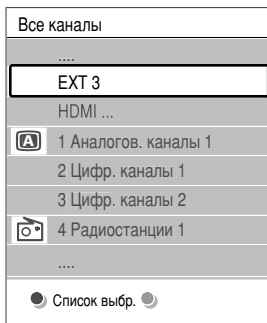 Все каналы
....
EXT 3
HDMI ...
A 1 Аналогов. каналы 1
2 Цифр. каналы 1
3 Цифр. каналы 2
4 Радиостанции 1
....
Список выбр.